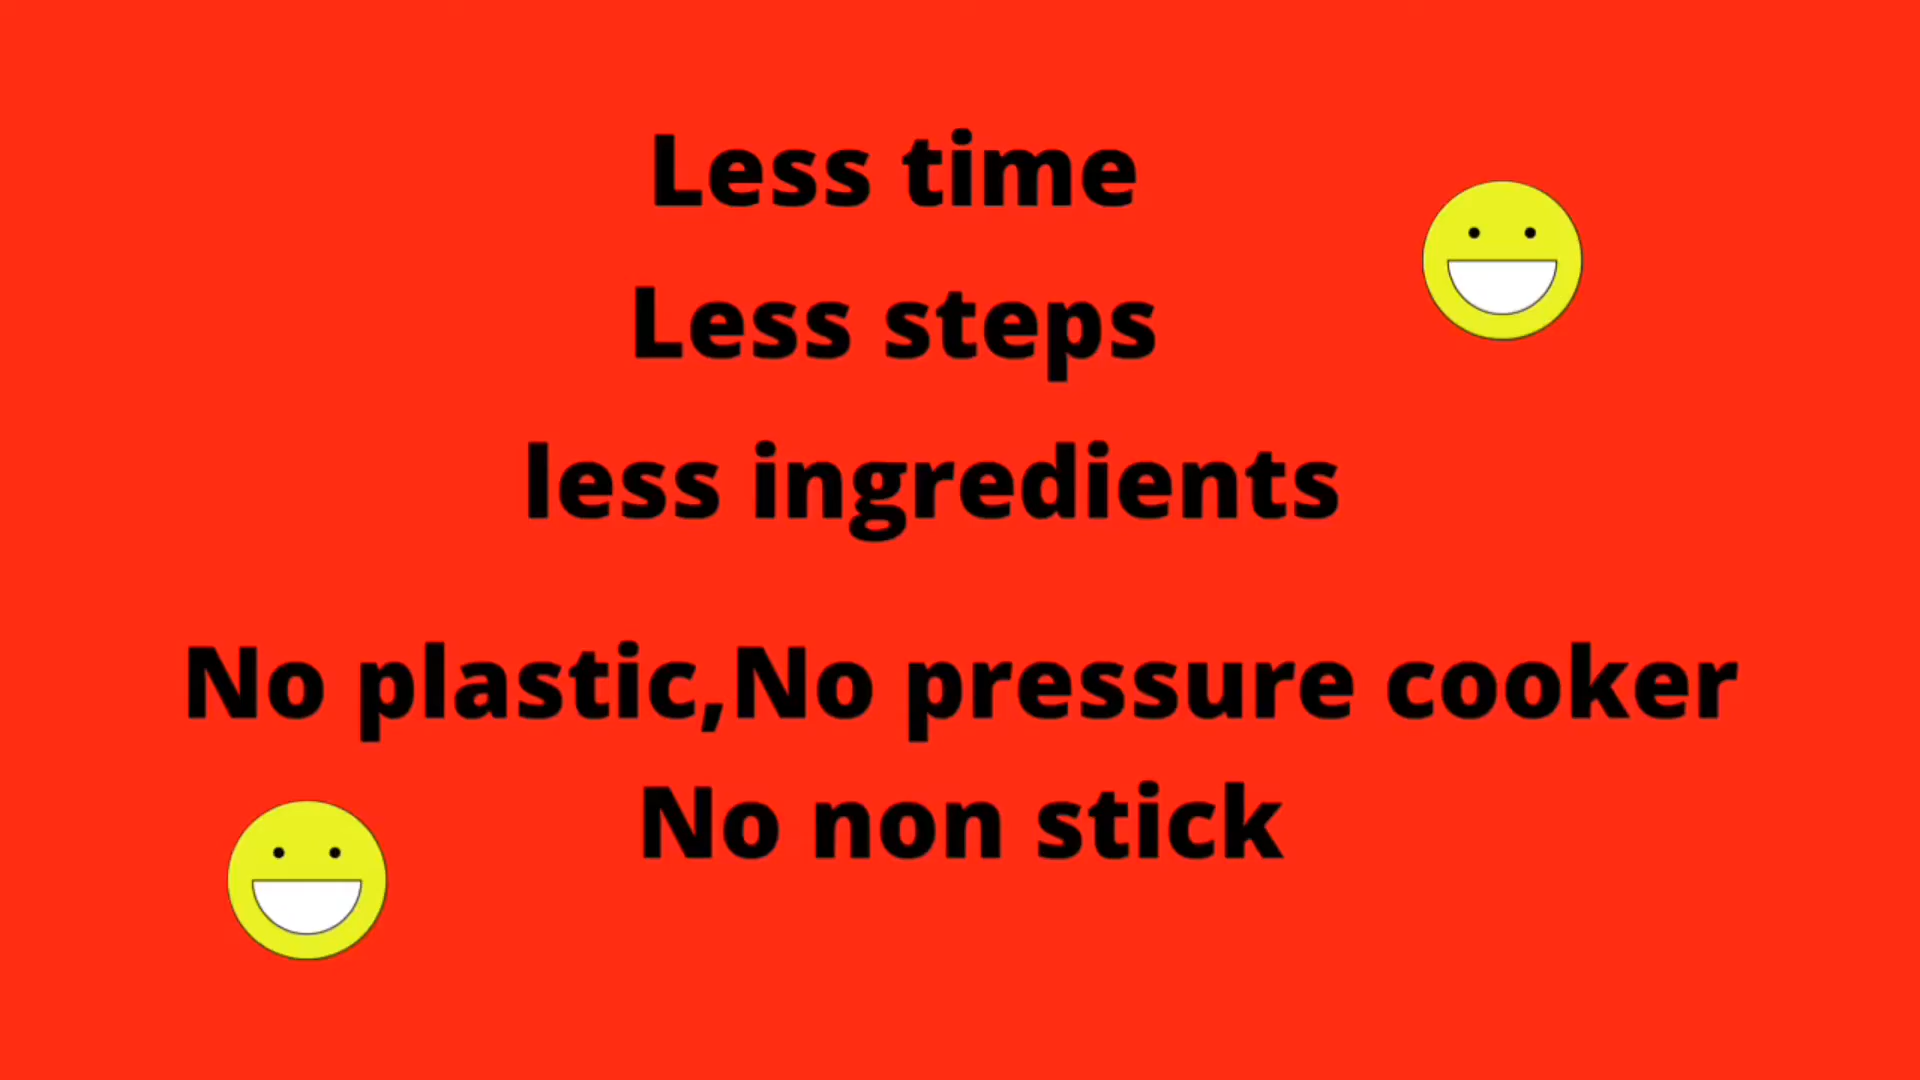 Less time
Less steps
less ingredients
No plastic,No pressure cooker
No non stick